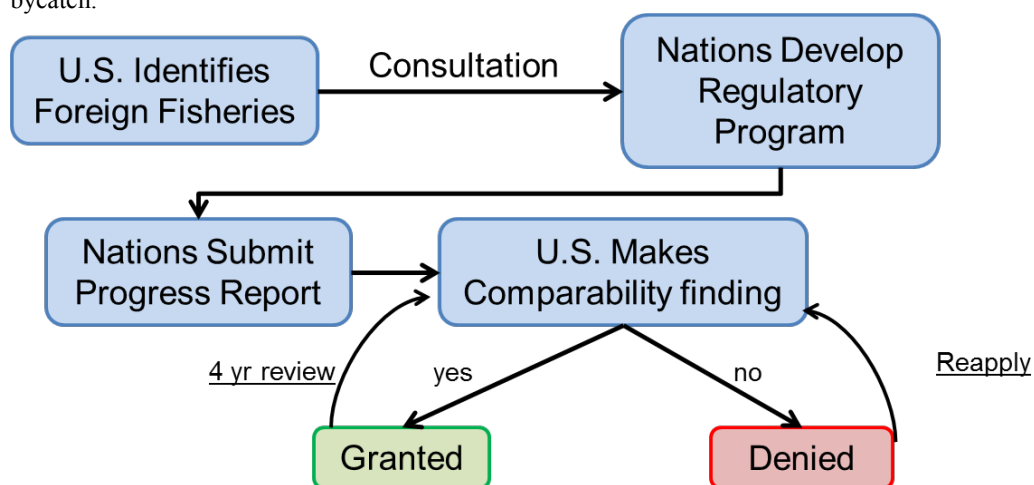 bycatch.
U.S. Identifies
Foreign Fisheries
Consultation
Nations Develop
Regulatory
Program
Nations Submit
Progress Report
U.S. Makes
Comparability finding
4 yr review
yes
no
Reapply
Granted
Denied